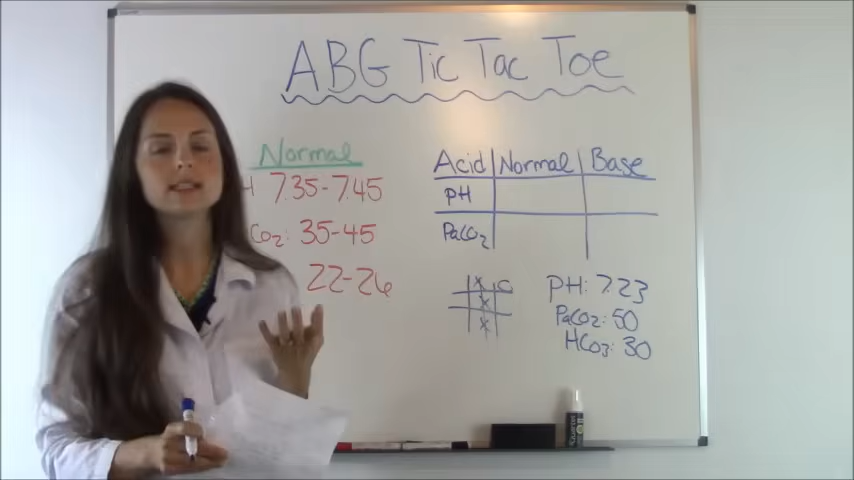 ABG Tic Tac Toe
Normal
H 7.35-7.45
CO2: 35-45
22-26
Acid Normal Base
PH
PaCO2
X C
X
X
PH: 7.23
PaCO2: 50
HCO3: 30